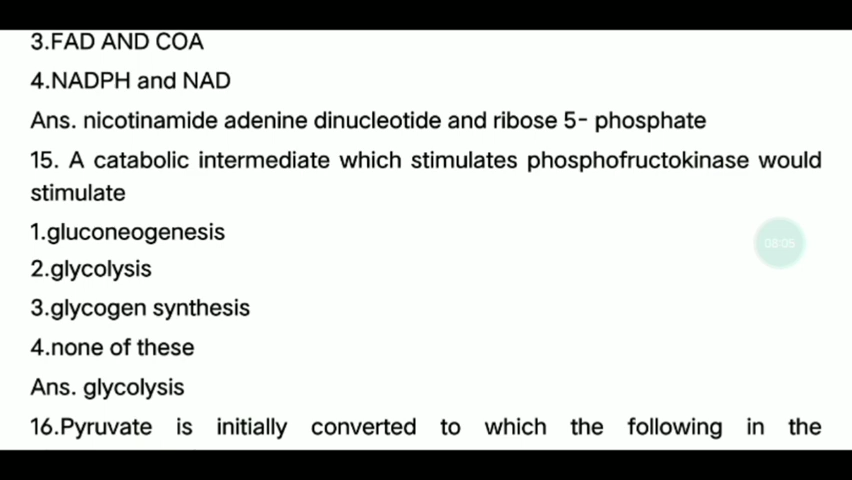 3.FAD AND COA
4.NADPH and NAD
Ans. nicotinamide adenine dinucleotide and ribose 5- phosphate
15. A catabolic intermediate which stimulates phosphofructokinase would
stimulate
1.gluconeogenesis
2.glycolysis
08:05
3.glycogen synthesis
4.none of these
Ans. glycolysis
16.Pyruvate is initially converted to which the following in the